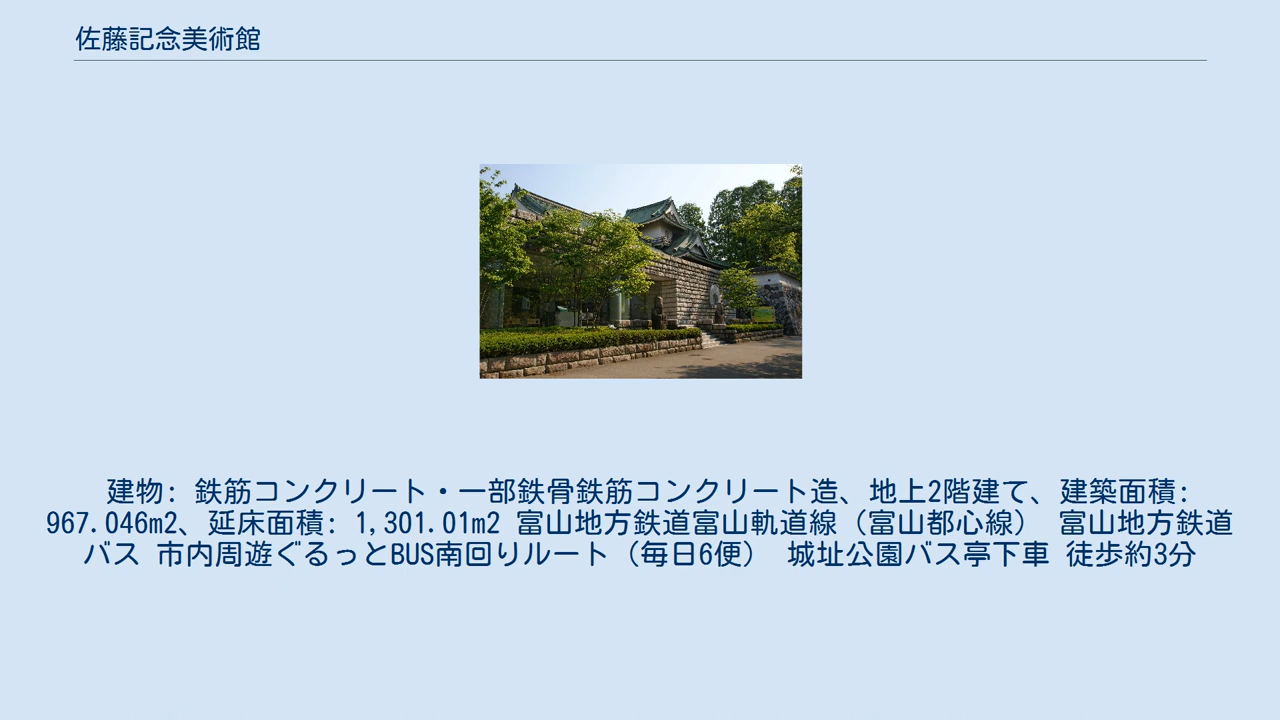 佐藤記念美術館
建物: 鉄筋コンクリート・一部鉄骨鉄筋コンクリート造、地上2階建て、建築面積:
967.046m2、延床面積: 1,301.01m2 富山地方鉄道富山軌道線（富山都心線） 富山地方鉄道
バス 市内周遊ぐるっとBUS南回りルート（毎日6便） 城址公園バス亭下車 徒歩約3分